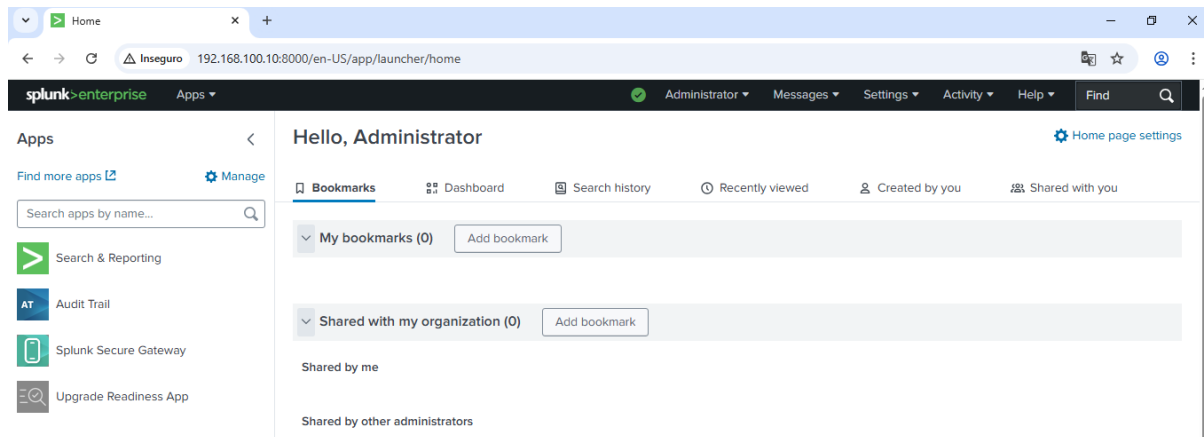 Home
Inseguro 192.168.100.10:8000/en-US/app/launcher/home
splunk>enterprise Apps Administrator Messages Settings Activity Help Find
Apps
Find more apps Manage
Search apps by name...
Search & Reporting
AT Audit Trail
Splunk Secure Gateway
Upgrade Readiness App
Hello, Administrator Home page settings
Bookmarks Dashboard Search history Recently viewed Created by you Shared with you
My bookmarks (0) Add bookmark
Shared with my organization (0) Add bookmark
Shared by me
Shared by other administrators